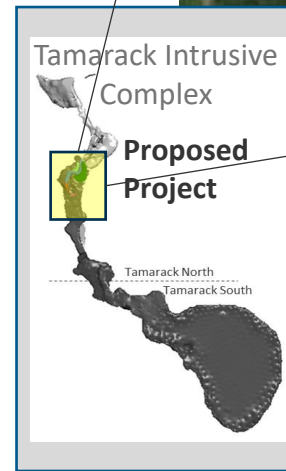 Tamarack Intrusive
Complex
Proposed
Project
Tamarack North
Tamarack South